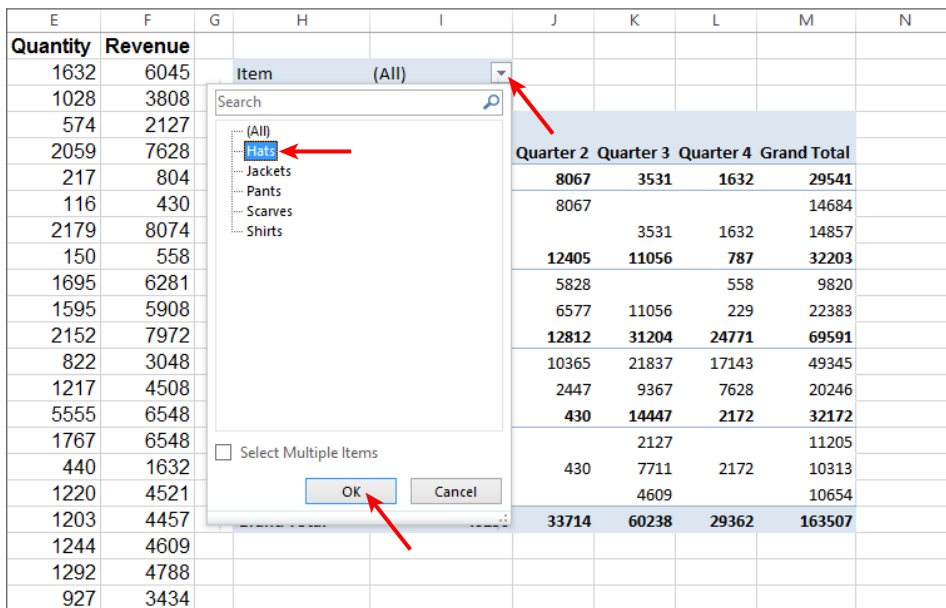 E F G H I J K L M N
Quantity Revenue
1632 6045 Item (All)
1028 3808 Search
574 2127 (All)
2059 7628 Hats Quarter 2 Quarter 3 Quarter 4 Grand Total
217 804 Jackets 8067 3531 1632 29541
116 430 Pants 8067 14684
Scarves
2179 8074 Shirts 3531 1632 14857
150 558 12405 11056 787 32203
1695 6281 5828 558 9820
1595 5908 6577 11056 229 22383
2152 7972 12812 31204 24771 69591
822 3048 10365 21837 17143 49345
1217 4508 2447 9367 7628 20246
5555 6548 430 14447 2172 32172
1767 6548 Select Multiple Items 2127 11205
440 1632 430 7711 2172 10313
1220 4521 OK Cancel 4609 10654
1203 4457 33714 60238 29362 163507
1244 4609
1292 4788
927 3434